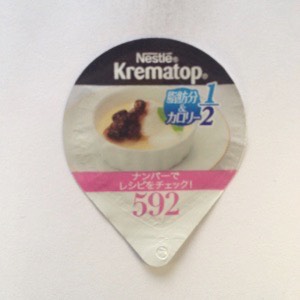 Nestlé®
Krematop®
脂肪分
&
カロリー
1/2
ナンバーで
レシピをチェック!
592